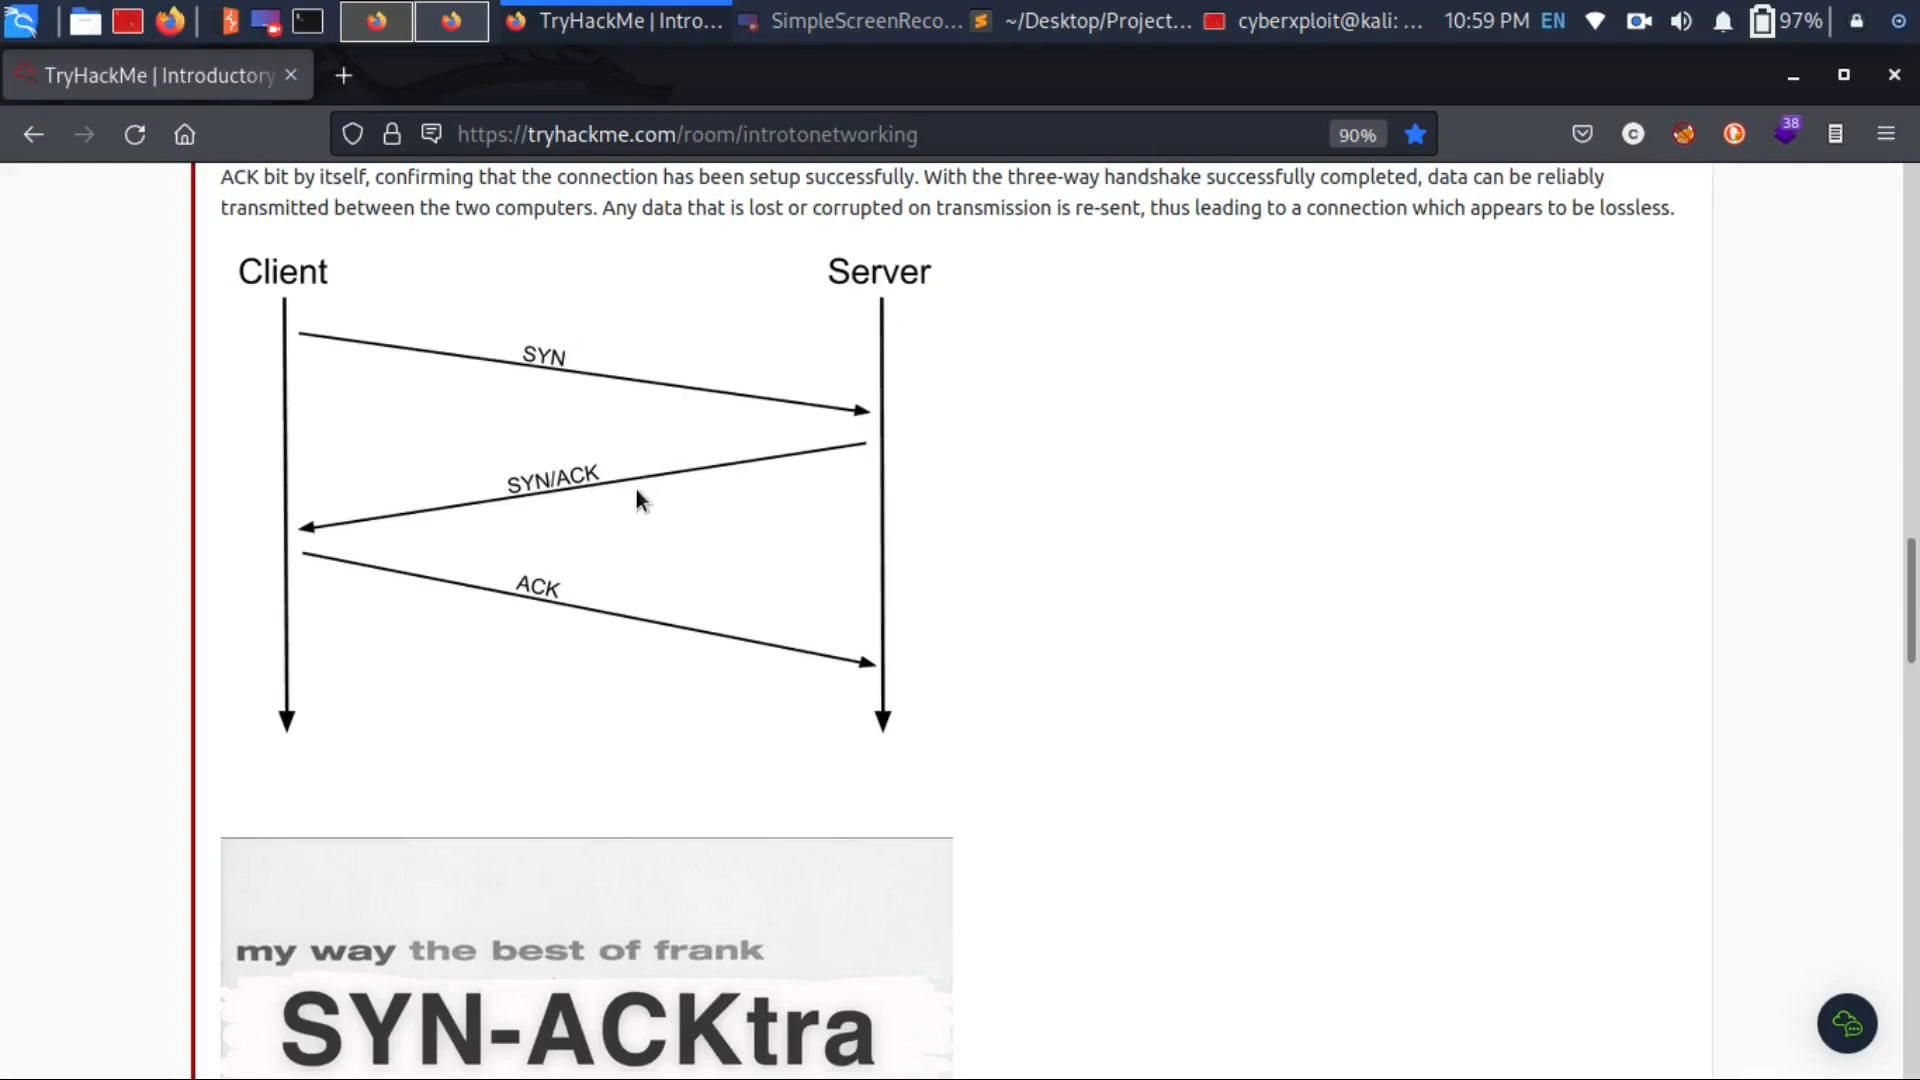 TryHackMe | Intro...
SimpleScreenReco...
~/Desktop/Project...
cyberxploit@kali: ...
10:59 PM
EN
97%
TryHackMe | Introductory
https://tryhackme.com/room/introtonetworking
90%
38
ACK bit by itself, confirming that the connection has been setup successfully. With the three-way handshake successfully completed, data can be reliably
transmitted between the two computers. Any data that is lost or corrupted on transmission is re-sent, thus leading to a connection which appears to be lossless.
Client
Server
SYN
SYN/ACK
ACK
my way the best of frank
SYN-ACKtra